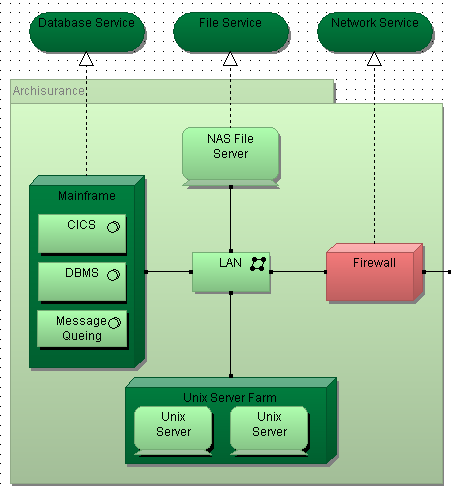 Database Service
File Service
Network Service
Archisurance
NAS File
Server
Mainframe
CICS
DBMS
Message
Queing
LAN
Firewall
Unix Server Farm
Unix
Server
Unix
Server